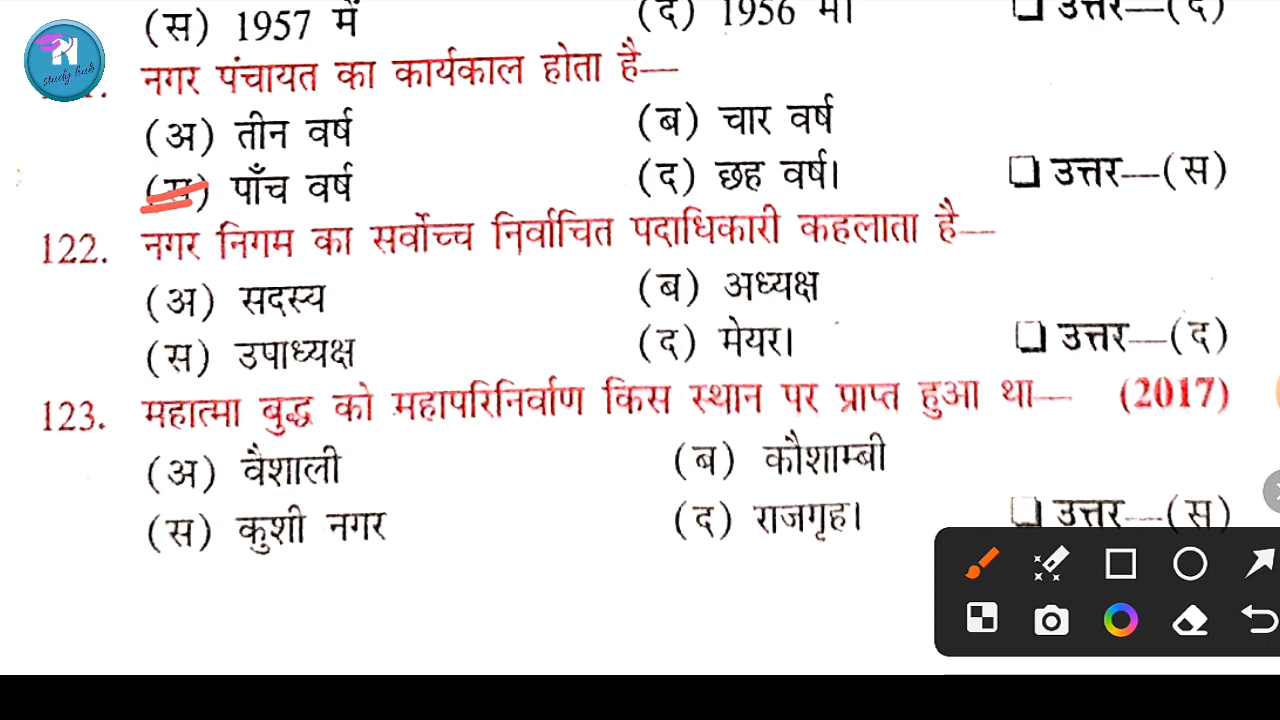 (स) 1957 में (द) 1956 में। ❑ उत्तर—(द)
study hub
नगर पंचायत का कार्यकाल होता है—
(अ) तीन वर्ष (ब) चार वर्ष
(स) पाँच वर्ष (द) छह वर्ष। ❑ उत्तर—(स)
122. नगर निगम का सर्वोच्च निर्वाचित पदाधिकारी कहलाता है—
(अ) सदस्य (ब) अध्यक्ष
(स) उपाध्यक्ष (द) मेयर। ❑ उत्तर—(द)
123. महात्मा बुद्ध को महापरिनिर्वाण किस स्थान पर प्राप्त हुआ था— (2017)
(अ) वैशाली (ब) कौशाम्बी
(स) कुशी नगर (द) राजगृह। ❑ उत्तर—(स)